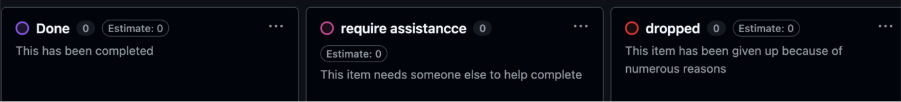 Done 0 Estimate: 0
This has been completed
require assistancce 0
Estimate: 0
This item needs someone else to help complete
dropped 0 Estimate: 0
This item has been given up because of
numerous reasons